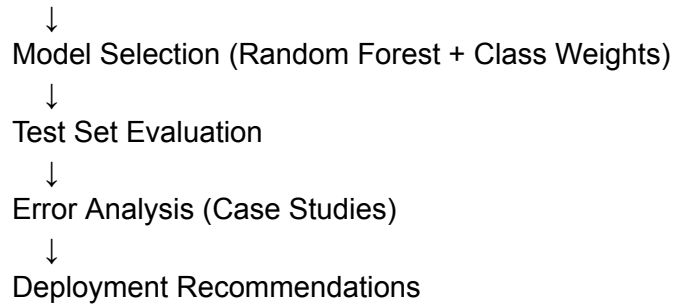 ↓
Model Selection (Random Forest + Class Weights)
↓
Test Set Evaluation
↓
Error Analysis (Case Studies)
↓
Deployment Recommendations